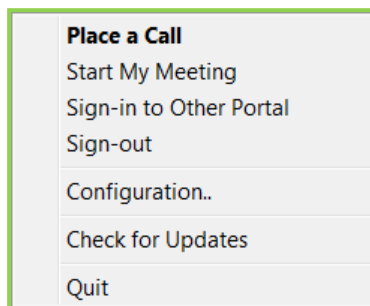 Place a Call
Start My Meeting
Sign-in to Other Portal
Sign-out
Configuration..
Check for Updates
Quit